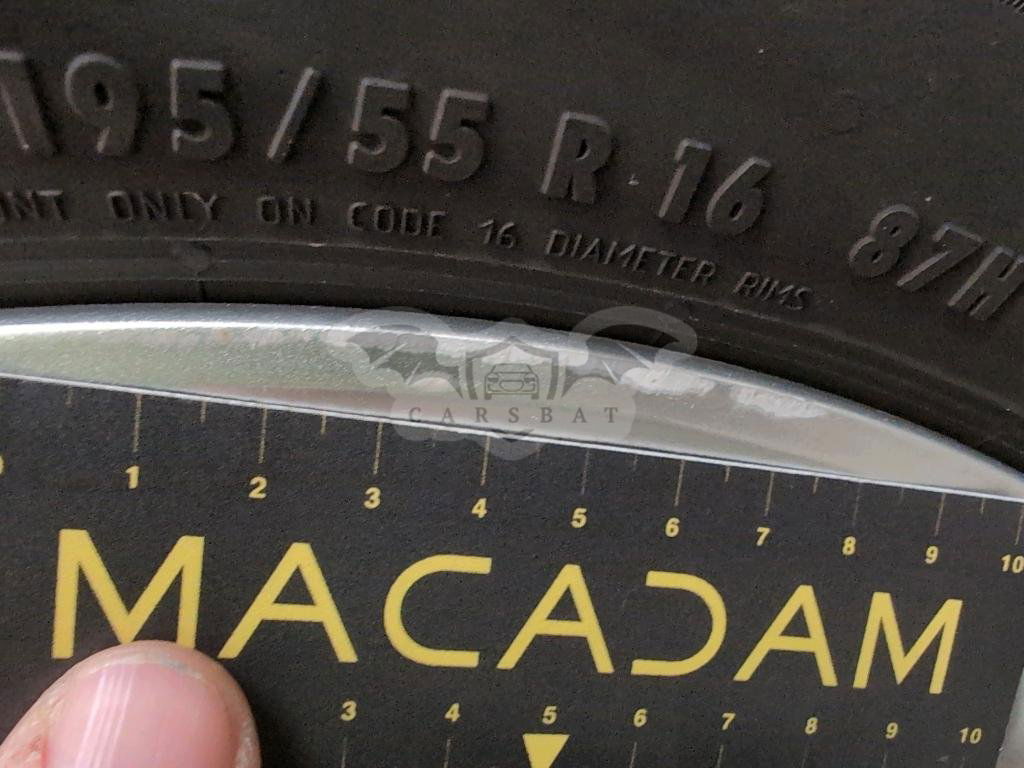 195/55 R 16 87H
ONLY ON CODE 16 DIAMETER RIMS
CARSBAT
1 2 3 4 5 6 7 8 9 10
MACADAM
3 4 5 6 7 8 9 10